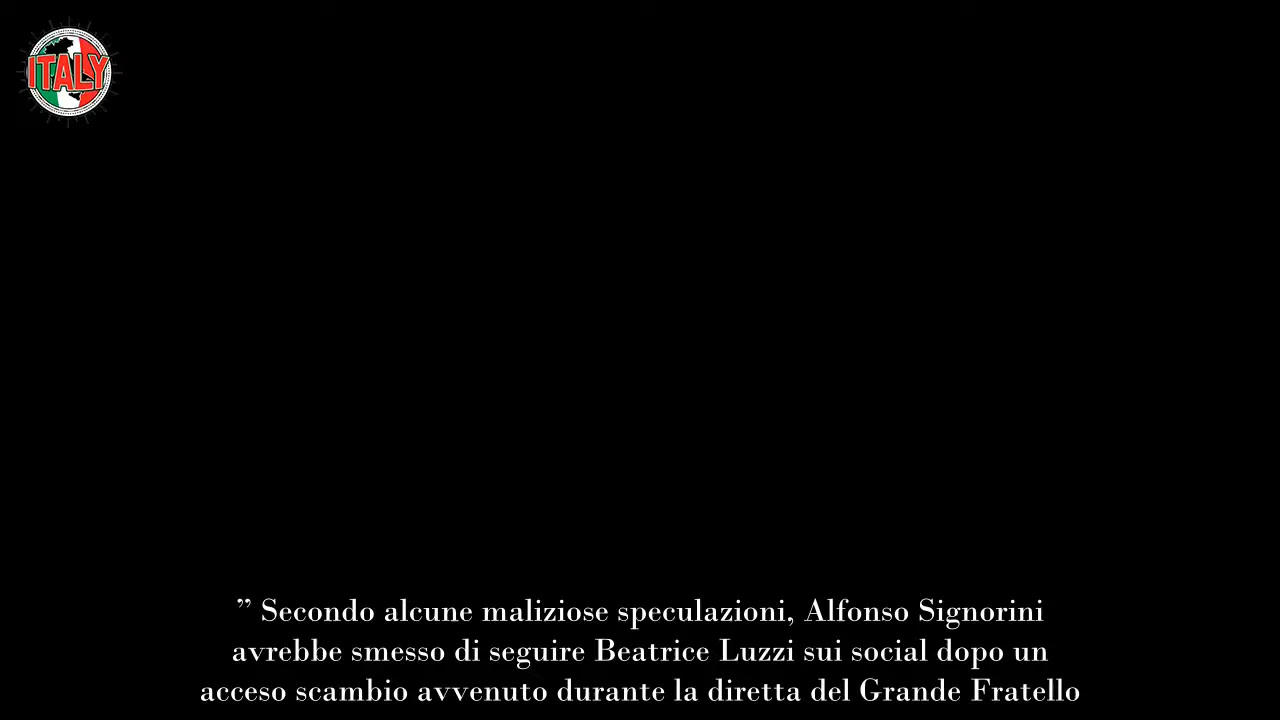 ITALY
” Secondo alcune maliziose speculazioni, Alfonso Signorini
avrebbe smesso di seguire Beatrice Luzzi sui social dopo un
acceso scambio avvenuto durante la diretta del Grande Fratello